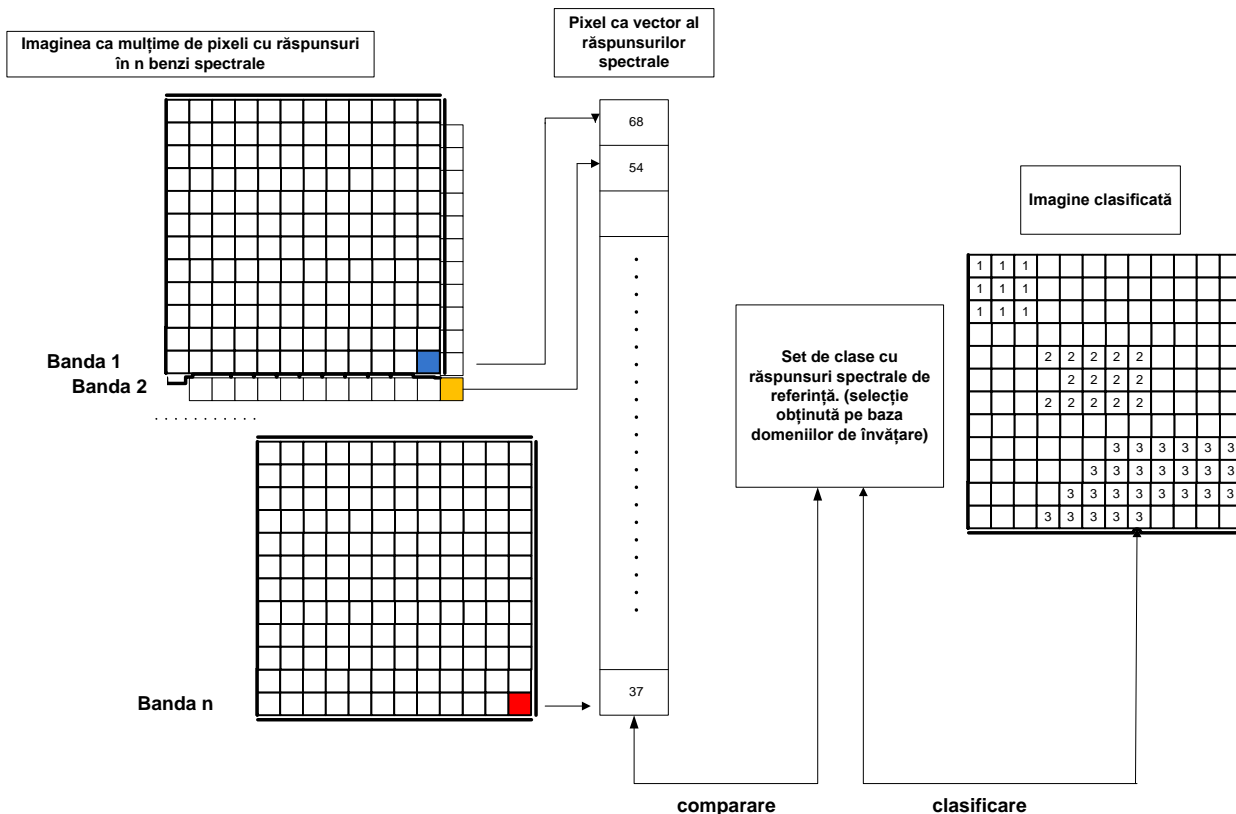 Imaginea ca mulțime de pixeli cu răspunsuri
în n benzi spectrale
Pixel ca vector al
răspunsurilor
spectrale
68
54
37
Banda 1
Banda 2
. . . . . . . . . . .
Banda n
Set de clase cu
răspunsuri spectrale de
referință. (selecție
obținută pe baza
domeniilor de învățare)
Imagine clasificată
1 1 1
1 1 1
1 1 1
2 2 2 2 2
2 2 2 2
2 2 2 2 2
3 3 3 3 3 3
3 3 3 3 3 3 3
3 3 3 3 3 3 3 3
3 3 3 3 3
comparare
clasificare